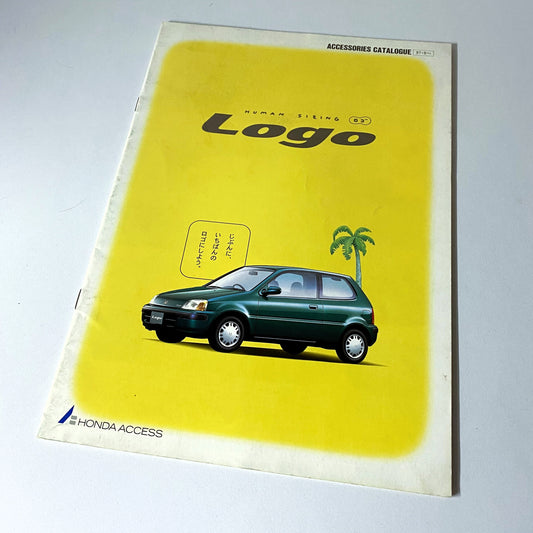 ACCESSORIES CATALOGUE
HUMAN SIZING
Logo
じぶんに、
いちばんの
ロゴにしよう。
Logo
HONDA ACCESS